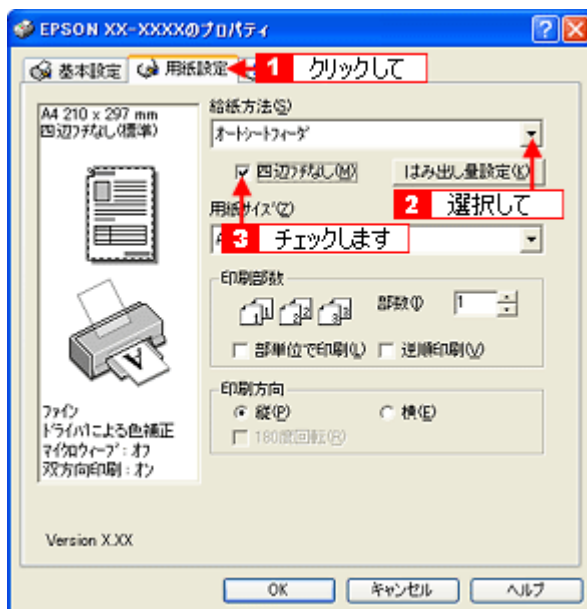 EPSON XX-XXXXのプロパティ
基本設定
用紙設定
1 クリックして
A4 210 x 297 mm
四辺フチなし(標準)
給紙方法(S)
オートシートフィーダ
四辺フチなし(M)
はみ出し量設定(K)
用紙サイズ(Z)
2 選択して
3 チェックします
印刷部数
部数(I) 1
部単位で印刷(L)
逆順印刷(V)
印刷方向
縦(P)
横(E)
180度回転(R)
ファイン
ドライバによる色補正
マイクロウィーブ:オフ
双方向印刷:オン
Version X.XX
OK
キャンセル
ヘルプ